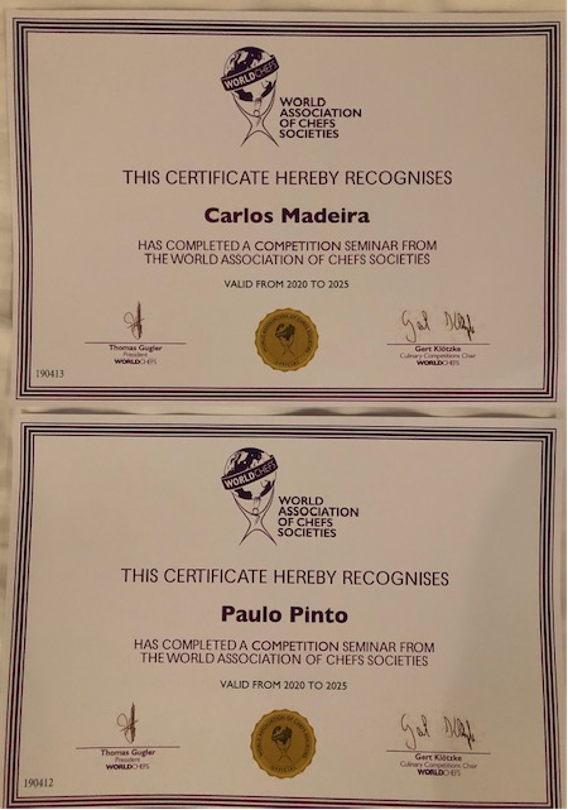 WORLDCHEFS
WORLD
ASSOCIATION
OF CHEFS
SOCIETIES
THIS CERTIFICATE HEREBY RECOGNISES
Carlos Madeira
HAS COMPLETED A COMPETITION SEMINAR FROM
THE WORLD ASSOCIATION OF CHEFS SOCIETIES
VALID FROM 2020 TO 2025
Thomas Gugler
President
WORLDCHEFS
Gert Klötzke
Culinary Competitions Chair
WORLDCHEFS
190413
WORLDCHEFS
WORLD
ASSOCIATION
OF CHEFS
SOCIETIES
THIS CERTIFICATE HEREBY RECOGNISES
Paulo Pinto
HAS COMPLETED A COMPETITION SEMINAR FROM
THE WORLD ASSOCIATION OF CHEFS SOCIETIES
VALID FROM 2020 TO 2025
Thomas Gugler
President
WORLDCHEFS
Gert Klötzke
Culinary Competitions Chair
WORLDCHEFS
190412